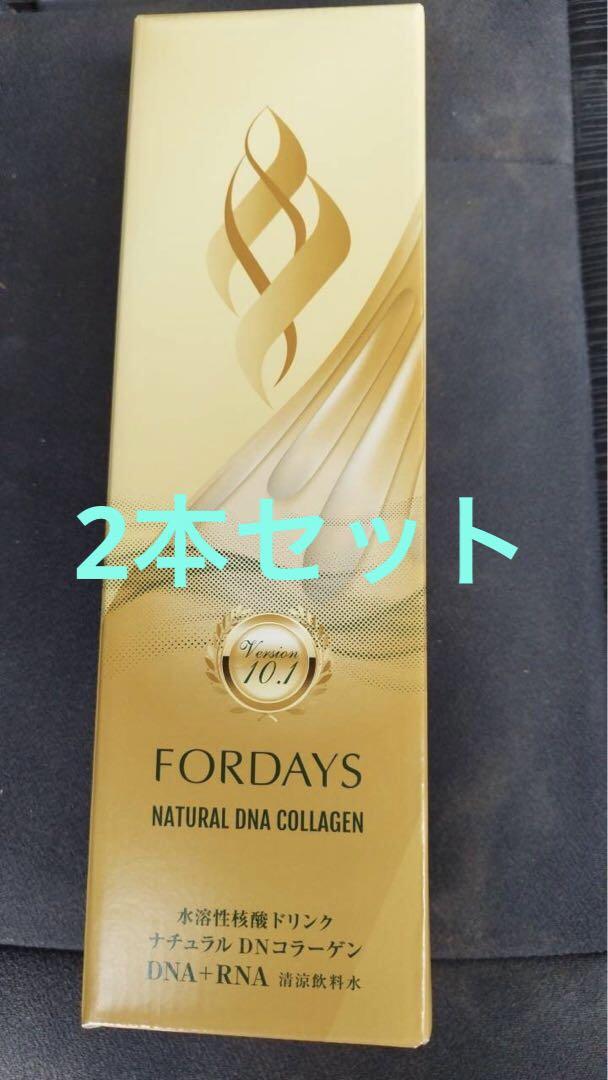 2本セット
Version
10.1
FORDAYS
NATURAL DNA COLLAGEN
水溶性核酸ドリンク
ナチュラル DNコラーゲン
DNA+RNA 清涼飲料水